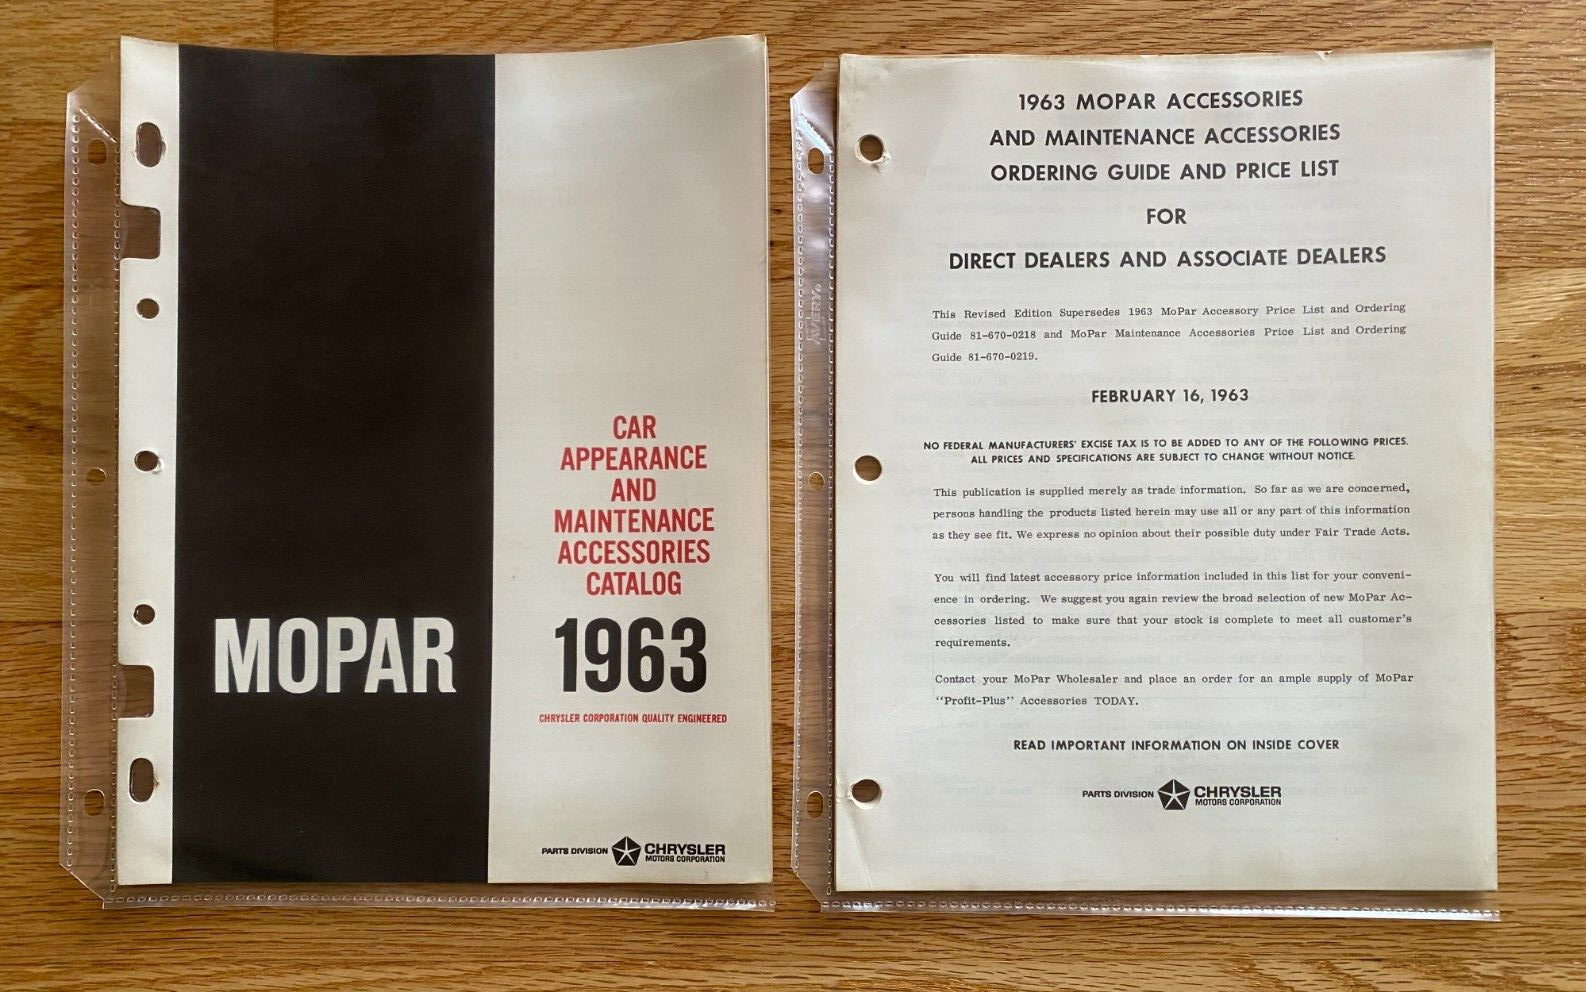 MOPAR
CAR
APPEARANCE
AND
MAINTENANCE
ACCESSORIES
CATALOG
1963
CHRYSLER CORPORATION QUALITY ENGINEERED
PARTS DIVISION CHRYSLER
MOTORS CORPORATION
AVERY
1963 MOPAR ACCESSORIES
AND MAINTENANCE ACCESSORIES
ORDERING GUIDE AND PRICE LIST
FOR
DIRECT DEALERS AND ASSOCIATE DEALERS
This Revised Edition Supersedes 1963 MoPar Accessory Price List and Ordering
Guide 81-670-0218 and MoPar Maintenance Accessories Price List and Ordering
Guide 81-670-0219.
FEBRUARY 16, 1963
NO FEDERAL MANUFACTURERS' EXCISE TAX IS TO BE ADDED TO ANY OF THE FOLLOWING PRICES.
ALL PRICES AND SPECIFICATIONS ARE SUBJECT TO CHANGE WITHOUT NOTICE.
This publication is supplied merely as trade information. So far as we are concerned,
persons handling the products listed herein may use all or any part of this information
as they see fit. We express no opinion about their possible duty under Fair Trade Acts.
You will find latest accessory price information included in this list for your conveni-
ence in ordering. We suggest you again review the broad selection of new MoPar Ac-
cessories listed to make sure that your stock is complete to meet all customer's
requirements.
Contact your MoPar Wholesaler and place an order for an ample supply of MoPar
"Profit-Plus" Accessories TODAY.
READ IMPORTANT INFORMATION ON INSIDE COVER
PARTS DIVISION CHRYSLER
MOTORS CORPORATION